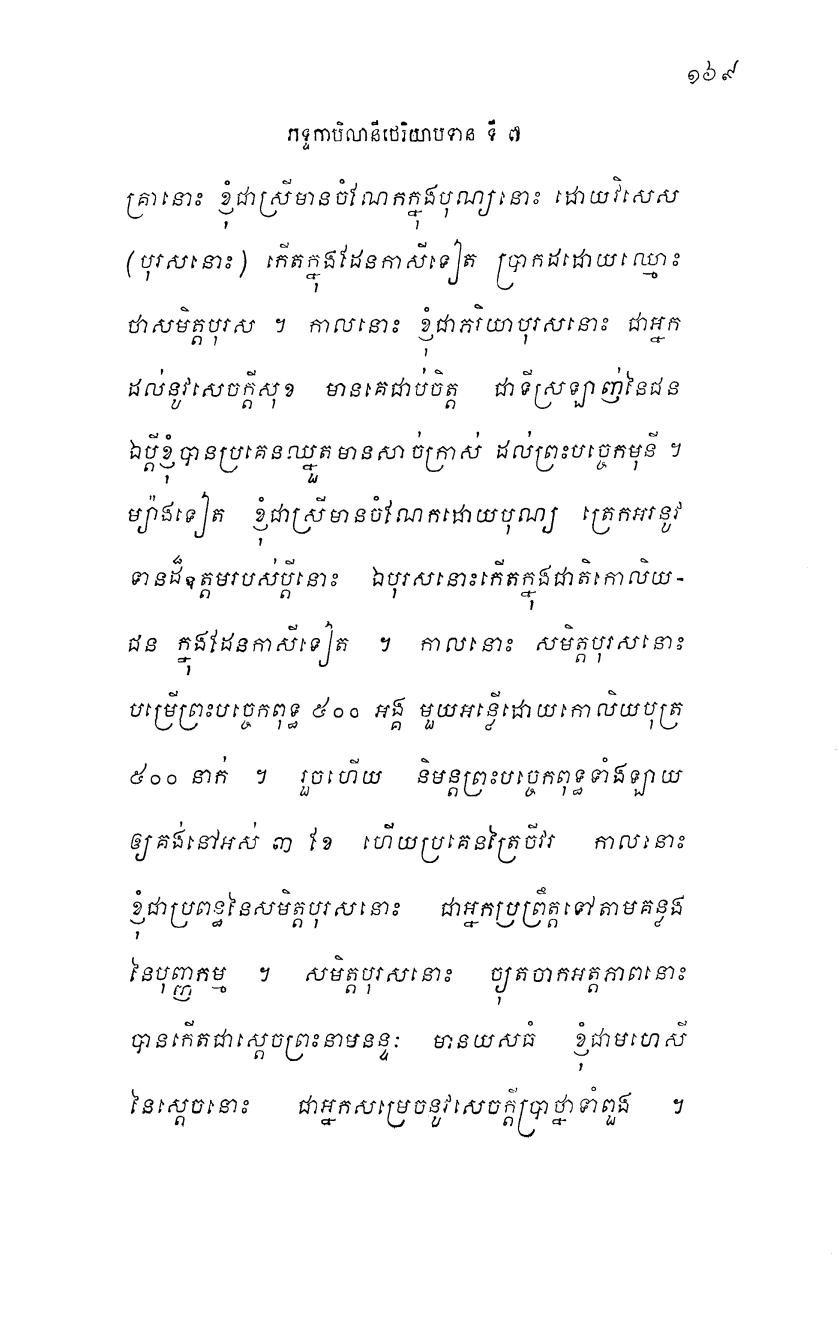 ១៦៩
ភទ្ទកាបិលានីថេរិយាបទាន ទី ៧
គ្រានោះ ខ្ញុំជាស្រីមានចំណែកក្នុងបុណ្យនោះ ដោយវិសេស
(បុរសនោះ) កើតក្នុងដែនកាសីទៀត ប្រាកដដោយឈ្មោះ
ថាសមិត្តបុរស ។ កាលនោះ ខ្ញុំជាភរិយាបុរសនោះ ជាអ្នក
ដល់នូវសេចក្តីសុខ មានគេជាប់ចិត្ត ជាទីស្រឡាញ់នៃជន
ឯប្តីខ្ញុំបានប្រគេនឈ្នួតមានសាច់ក្រាស់ ដល់ព្រះបច្ចេកមុនី ។
ម្យ៉ាងទៀត ខ្ញុំជាស្រីមានចំណែកដោយបុណ្យ ត្រេកអរនូវ
ទានដ៏ឧត្តមរបស់ប្តីនោះ ឯបុរសនោះកើតក្នុងជាតិកោលិយ-
ជន ក្នុងដែនកាសីទៀត ។ កាលនោះ សមិត្តបុរសនោះ
បម្រើព្រះបច្ចេកពុទ្ធ ៥០០ អង្គ មួយអន្លើដោយកោលិយបុត្រ
៥០០ នាក់ ។ រួចហើយ និមន្តព្រះបច្ចេកពុទ្ធទាំងឡាយ
ឲ្យគង់នៅអស់ ៣ ខែ ហើយប្រគេនត្រៃចីវរ កាលនោះ
ខ្ញុំជាប្រពន្ធនៃសមិត្តបុរសនោះ ជាអ្នកប្រព្រឹត្តទៅតាមគន្លង
នៃបុញ្ញកម្ម ។ សមិត្តបុរសនោះ ច្យុតចាកអត្តភាពនោះ
បានកើតជាស្តេចព្រះនាមនន្ទៈ មានយសធំ ខ្ញុំជាមហេសី
នៃស្តេចនោះ ជាអ្នកសម្រេចនូវសេចក្តីប្រាថ្នាទាំពួង ។